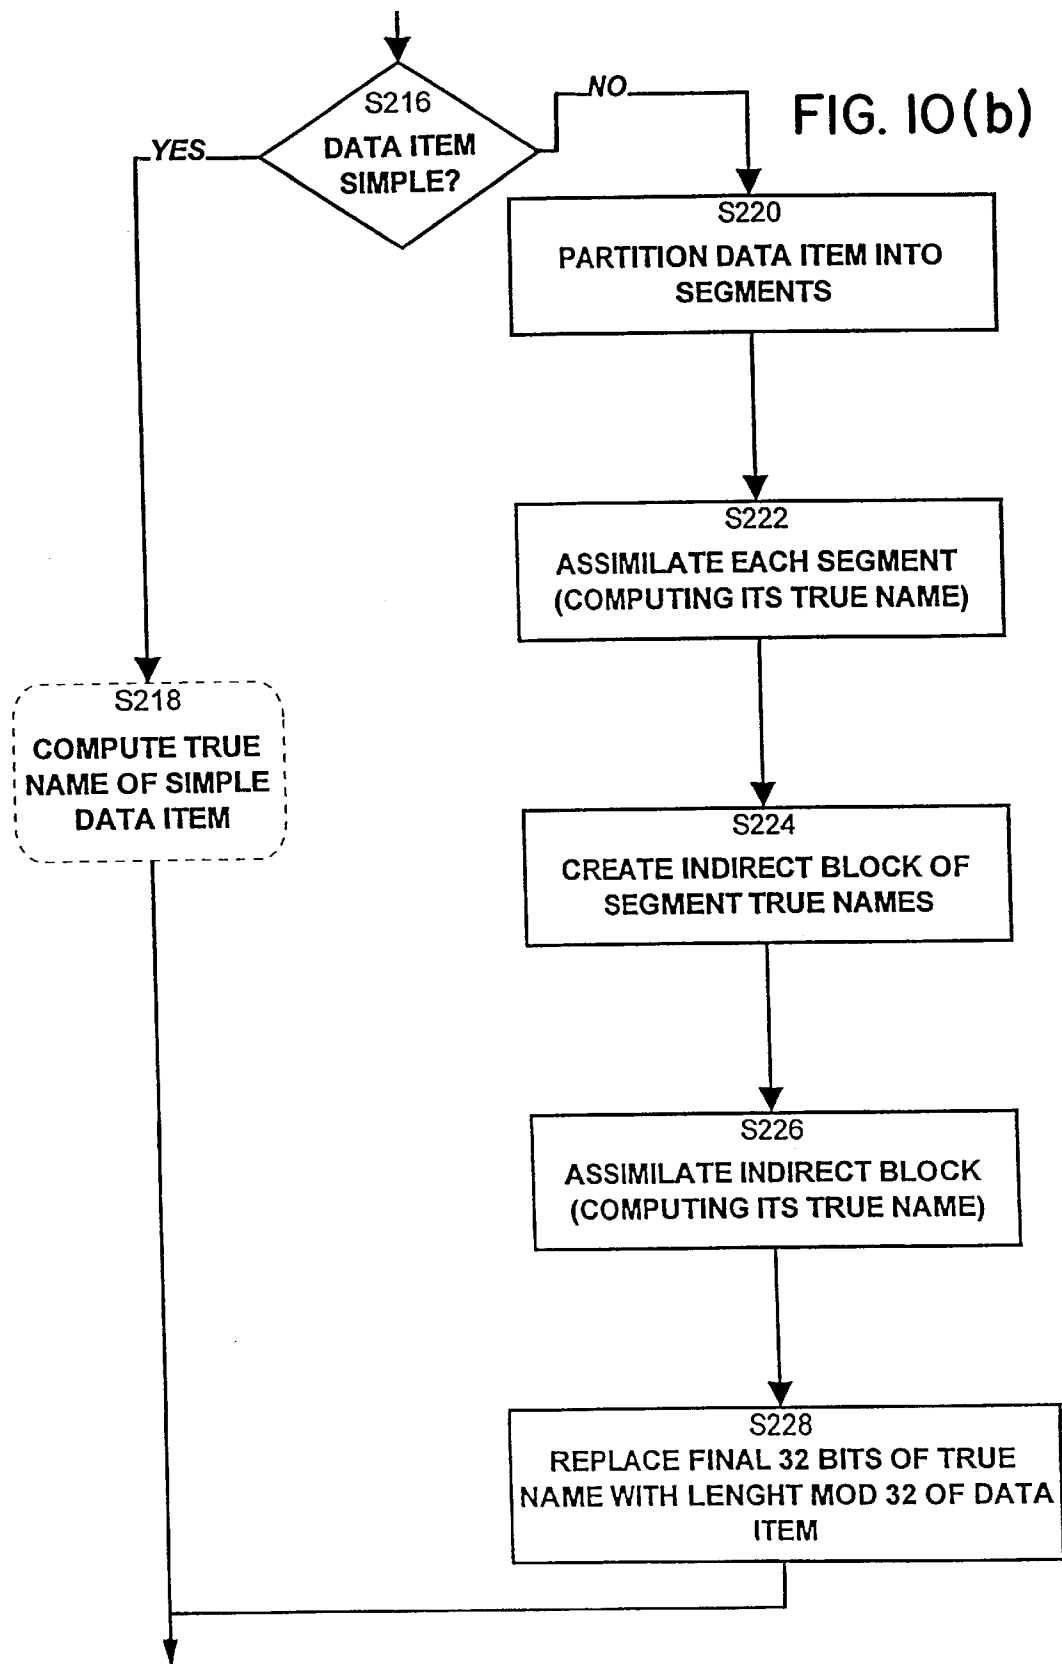 FIG. 10(b)
S216
DATA ITEM
SIMPLE?
YES
NO
S220
PARTITION DATA ITEM INTO
SEGMENTS
S222
ASSIMILATE EACH SEGMENT
(COMPUTING ITS TRUE NAME)
S218
COMPUTE TRUE
NAME OF SIMPLE
DATA ITEM
S224
CREATE INDIRECT BLOCK OF
SEGMENT TRUE NAMES
S226
ASSIMILATE INDIRECT BLOCK
(COMPUTING ITS TRUE NAME)
S228
REPLACE FINAL 32 BITS OF TRUE
NAME WITH LENGHT MOD 32 OF DATA
ITEM